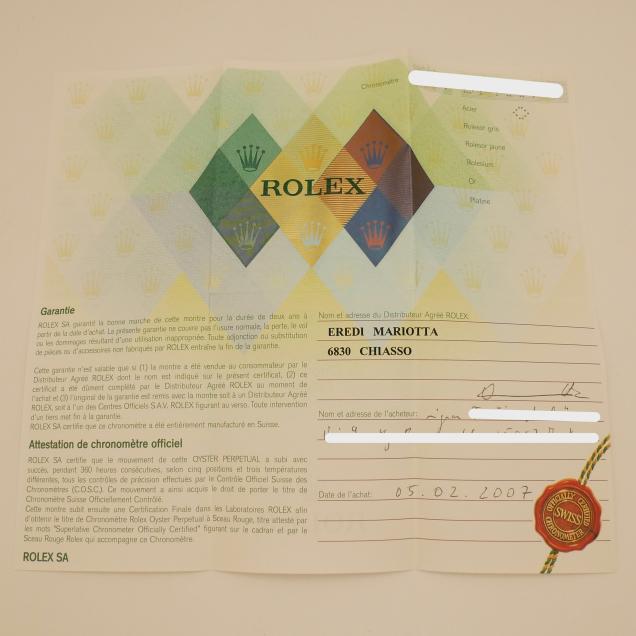 Chronomètre
Acier
Rolesor gris
Rolesor jaune
Rolesium
Or
Platine
ROLEX
Garantie
ROLEX SA garantit la bonne marche de cette montre pour la durée de deux ans à
partir de la date d'achat. La présente garantie ne couvre pas l'usure normale, la perte, le vol
ou les dommages résultant d'une utilisation inappropriée. Toute adjonction ou substitution
de pièces ou d'accessoires non fabriqués par ROLEX entraîne la fin de la garantie.
Cette garantie n'est valable que si (1) la montre a été vendue au consommateur par le
Distributeur Agréé ROLEX dont le nom est indiqué sur le présent certificat, (2) ce
certificat a été dûment complété par le Distributeur Agréé ROLEX au moment de
l'achat et (3) l'original de la garantie est remis avec la montre soit à un Distributeur Agréé
ROLEX, soit à l'un des Centres Officiels S.A.V. ROLEX figurant au verso. Toute intervention
d'un tiers met fin à la garantie.
ROLEX SA certifie que ce chronomètre a été entièrement manufacturé en Suisse.
Attestation de chronomètre officiel
ROLEX SA certifie que le mouvement de cette OYSTER PERPETUAL a subi avec
succès, pendant 360 heures consécutives, selon cinq positions et trois températures
différentes, tous les contrôles de précision effectués par le Contrôle Officiel Suisse des
Chronomètres (C.O.S.C.). Ce mouvement a ainsi acquis le droit de porter le titre de
Chronomètre Suisse Officiellement Contrôlé.
Cette montre subit ensuite une Certification Finale dans les Laboratoires ROLEX afin
d'obtenir le titre de Chronomètre Rolex Oyster Perpetual à Sceau Rouge, titre attesté par
les mots "Superlative Chronometer Officially Certified" figurant sur le cadran et par le
Sceau Rouge Rolex qui accompagne ce Chronomètre.
ROLEX SA
Nom et adresse du Distributeur Agréé ROLEX:
EREDI MARIOTTA
6830 CHIASSO
Nom et adresse de l'acheteur:
Date de l'achat: 05.02.2007
OFFICIALLY CERTIFIED
SWISS
CHRONOMETER